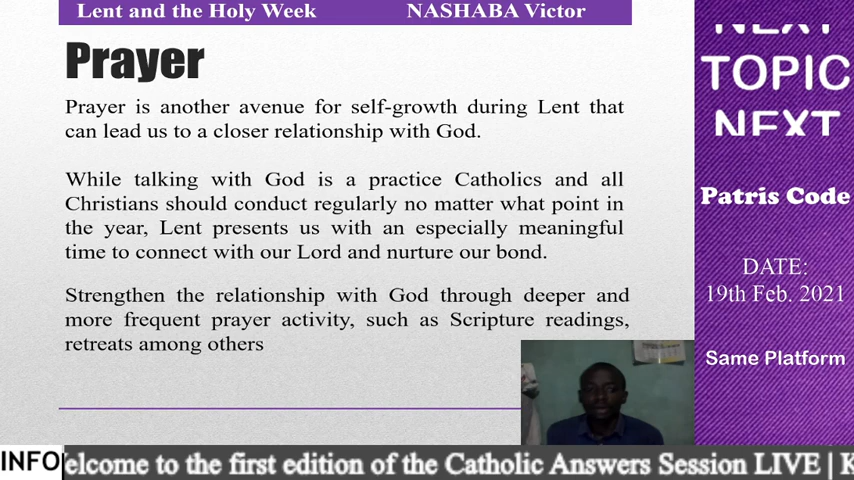 Lent and the Holy Week NASHABA Victor
Prayer
Prayer is another avenue for self-growth during Lent that
can lead us to a closer relationship with God.
While talking with God is a practice Catholics and all
Christians should conduct regularly no matter what point in
the year, Lent presents us with an especially meaningful
time to connect with our Lord and nurture our bond.
Strengthen the relationship with God through deeper and
more frequent prayer activity, such as Scripture readings,
retreats among others
NEXT
TOPIC
NEXT
Patris Code
DATE:
19th Feb, 2021
Same Platform
INFO elcome to the first edition of the Catholic Answers Session LIVE | K